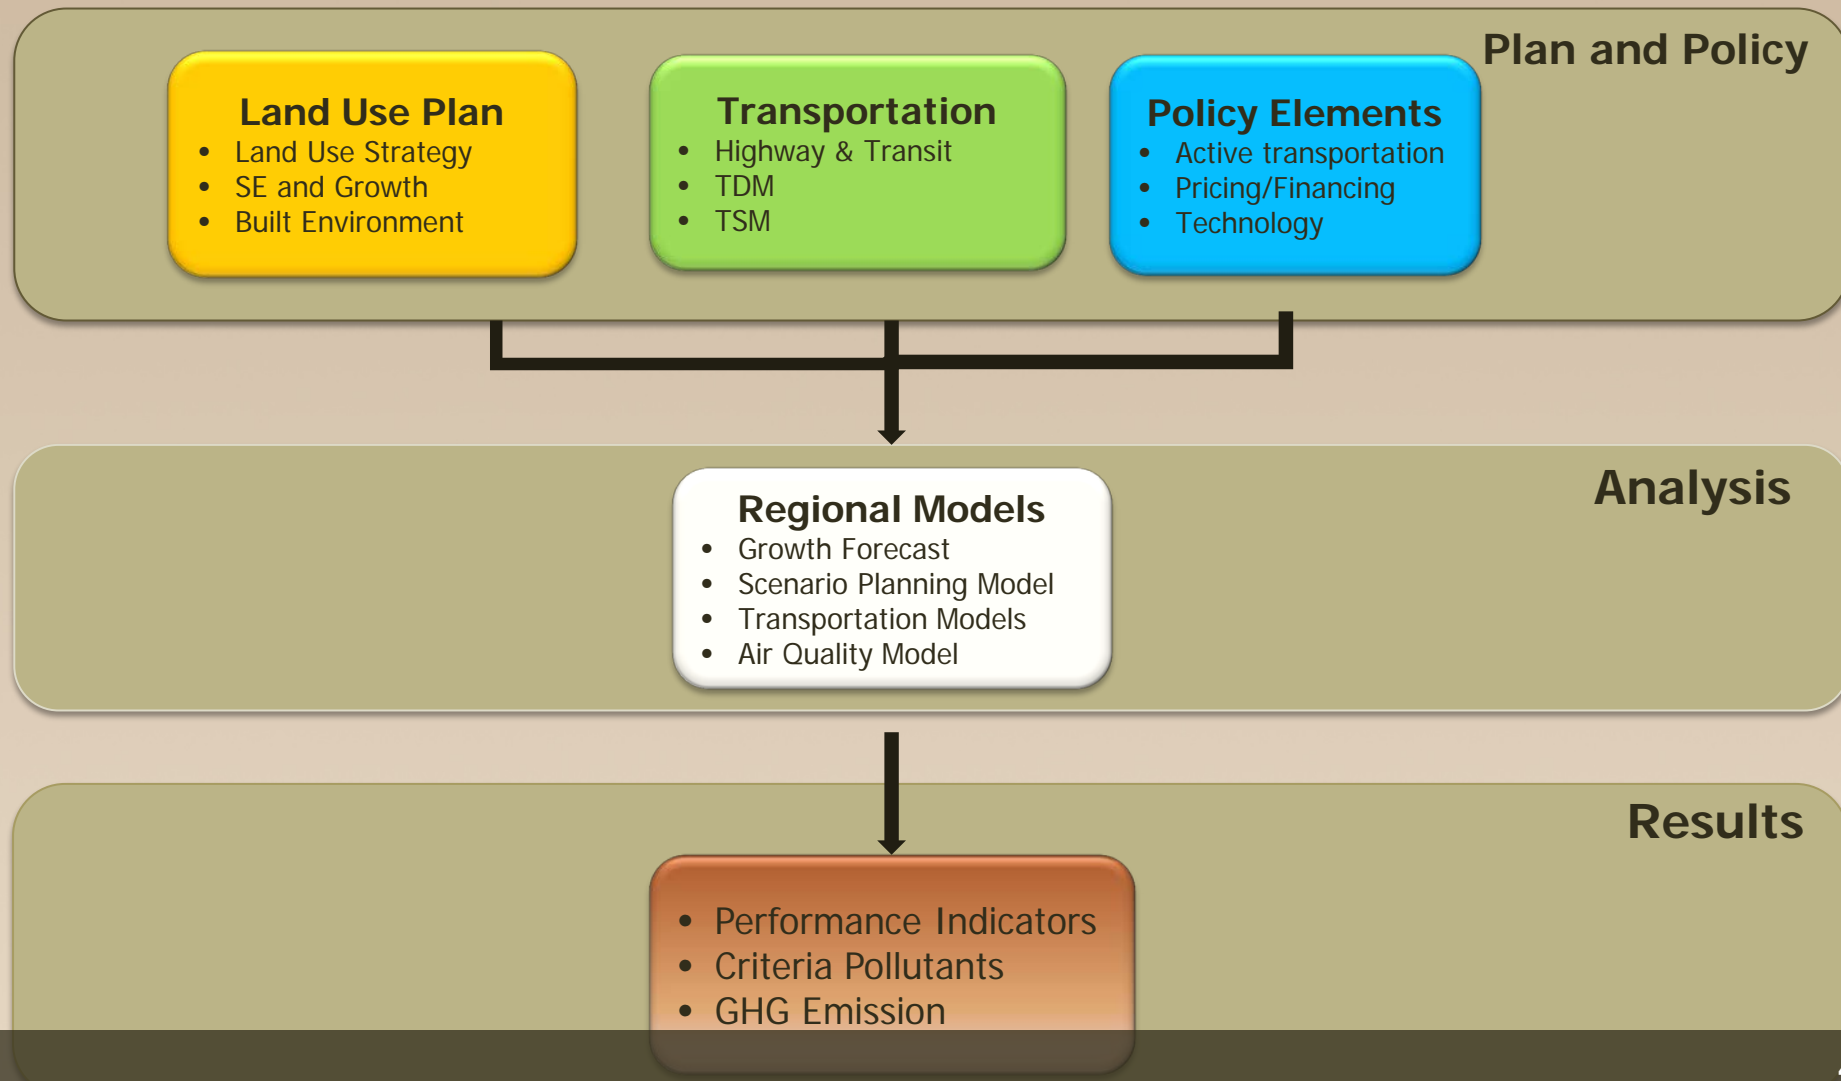 Plan and Policy
Land Use Plan
• Land Use Strategy
• SE and Growth
• Built Environment
Transportation
• Highway & Transit
• TDM
• TSM
Policy Elements
• Active transportation
• Pricing/Financing
• Technology
Analysis
Regional Models
• Growth Forecast
• Scenario Planning Model
• Transportation Models
• Air Quality Model
Results
• Performance Indicators
• Criteria Pollutants
• GHG Emission